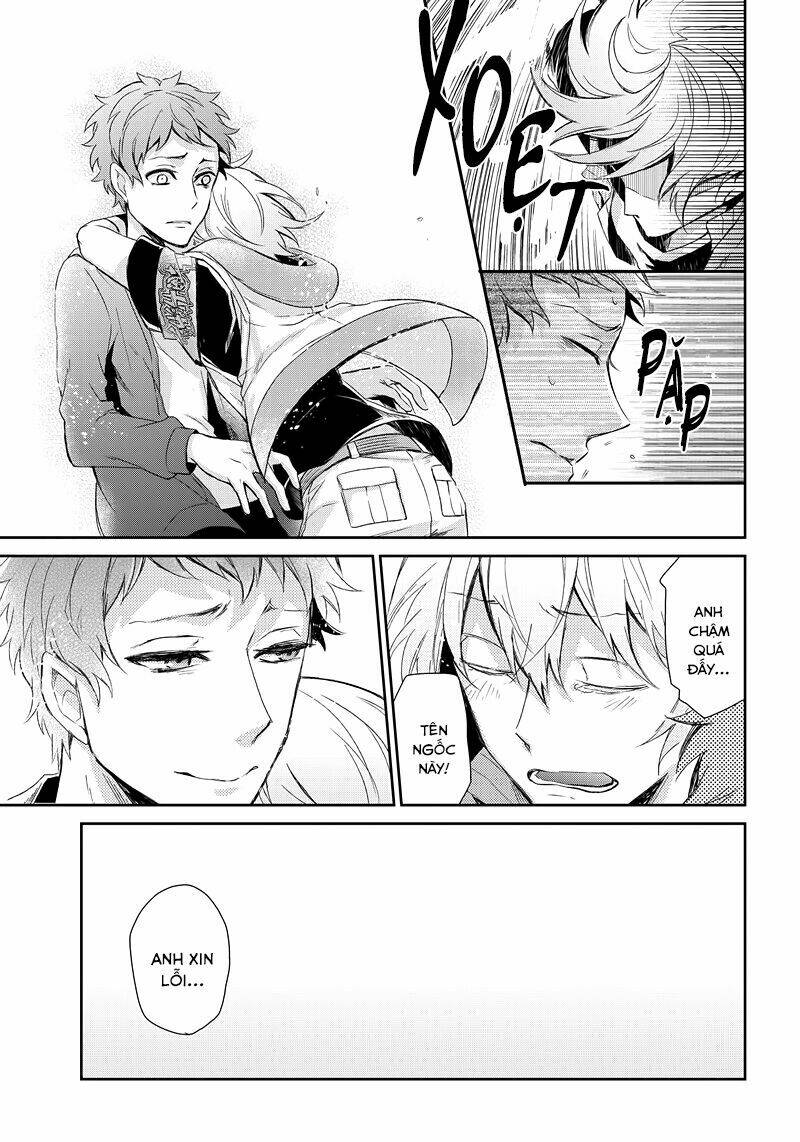 XOẸT
PẶP
ANH
CHẬM
QUÁ
ĐẤY...
TÊN
NGỐC
NÀY!
ANH XIN
LỖI...